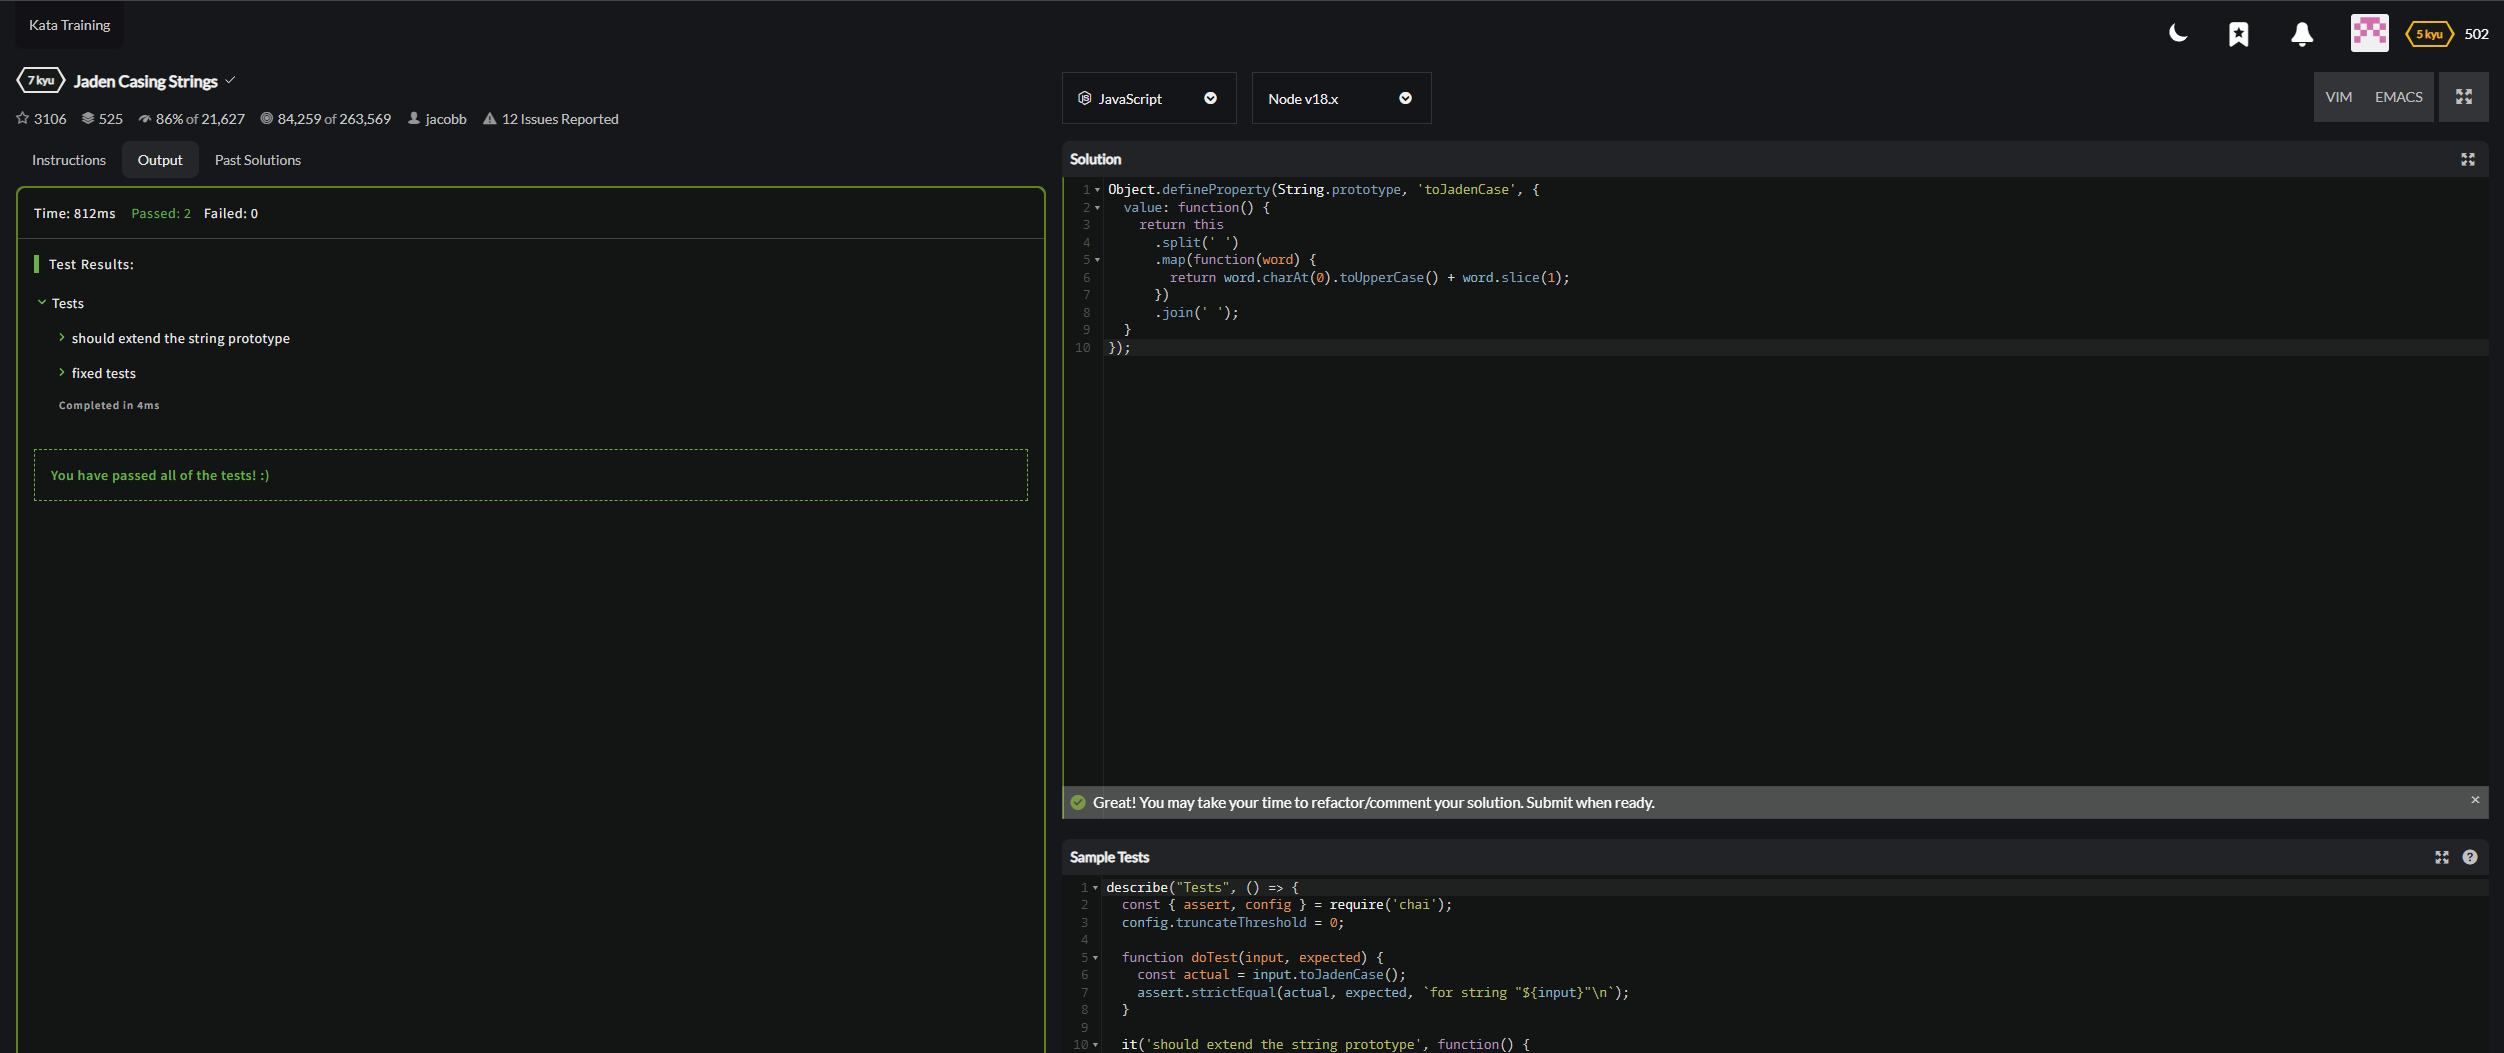 Kata Training
5 kyu 502
7 kyu Jaden Casing Strings
3106 525 86% of 21,627 84,259 of 263,569 jacobb 12 Issues Reported
Instructions Output Past Solutions
Time: 812ms Passed: 2 Failed: 0
Test Results:
Tests
should extend the string prototype
fixed tests
Completed in 4ms
You have passed all of the tests! :)
JS JavaScript Node v18.x VIM EMACS
Solution
1 Object.defineProperty(String.prototype, 'toJadenCase', {
2 value: function() {
3 return this
4 .split(' ')
5 .map(function(word) {
6 return word.charAt(0).toUpperCase() + word.slice(1);
7 })
8 .join(' ');
9 }
10 });
Great! You may take your time to refactor/comment your solution. Submit when ready. ×
Sample Tests ?
1 describe("Tests", () => {
2 const { assert, config } = require('chai');
3 config.truncateThreshold = 0;
4
5 function doTest(input, expected) {
6 const actual = input.toJadenCase();
7 assert.strictEqual(actual, expected, `for string "${input}"\n`);
8 }
9
10 it('should extend the string prototype', function() {